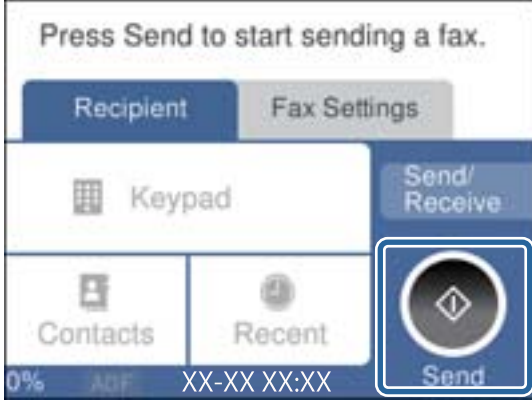 Press Send to start sending a fax.
Recipient
Fax Settings
Keypad
Send/
Receive
Contacts
Recent
Send
0%
ADF
XX-XX XX:XX